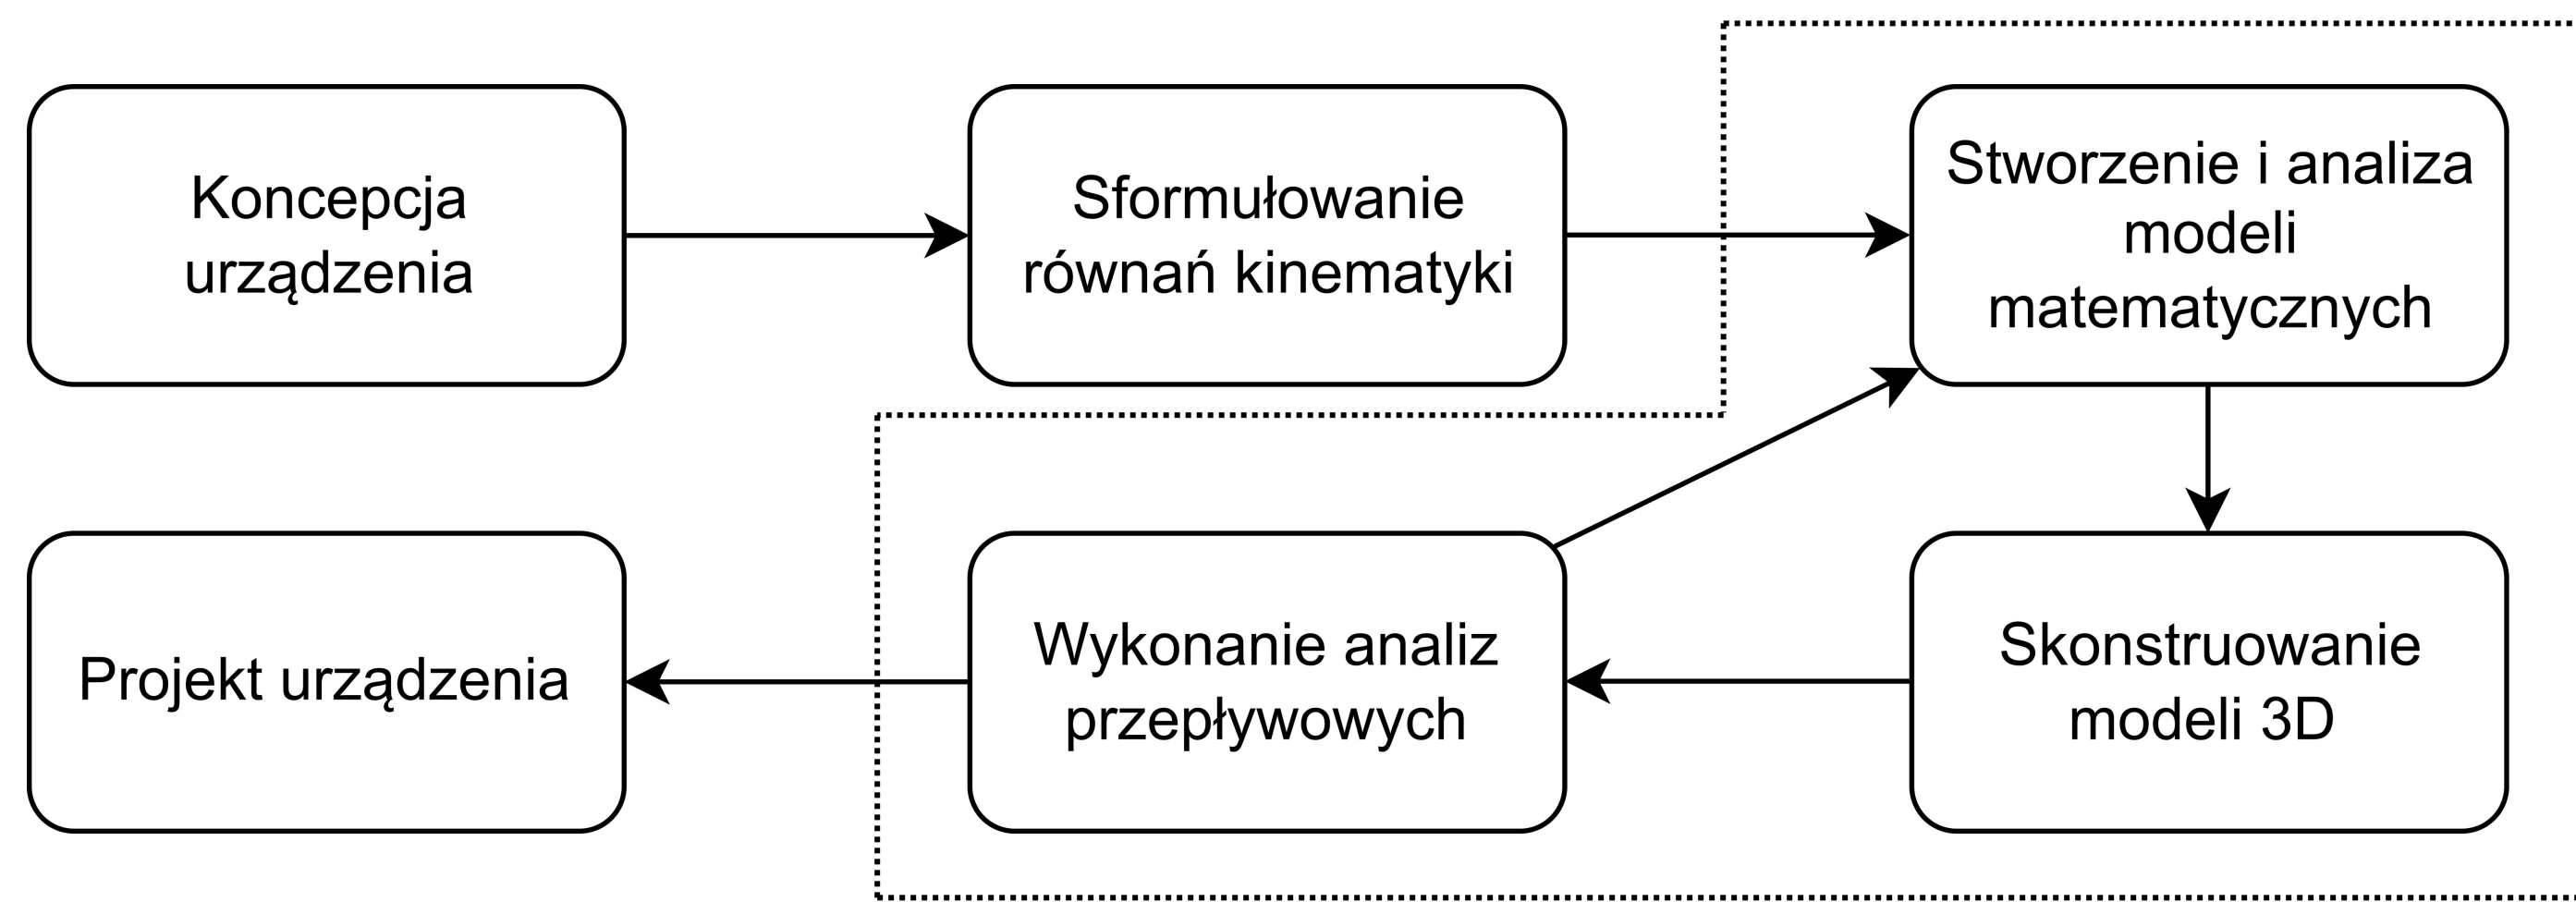 Koncepcja
urządzenia
Sformułowanie
równań kinematyki
Stworzenie i analiza
modeli
matematycznych
Projekt urządzenia
Wykonanie analiz
przepływowych
Skonstruowanie
modeli 3D